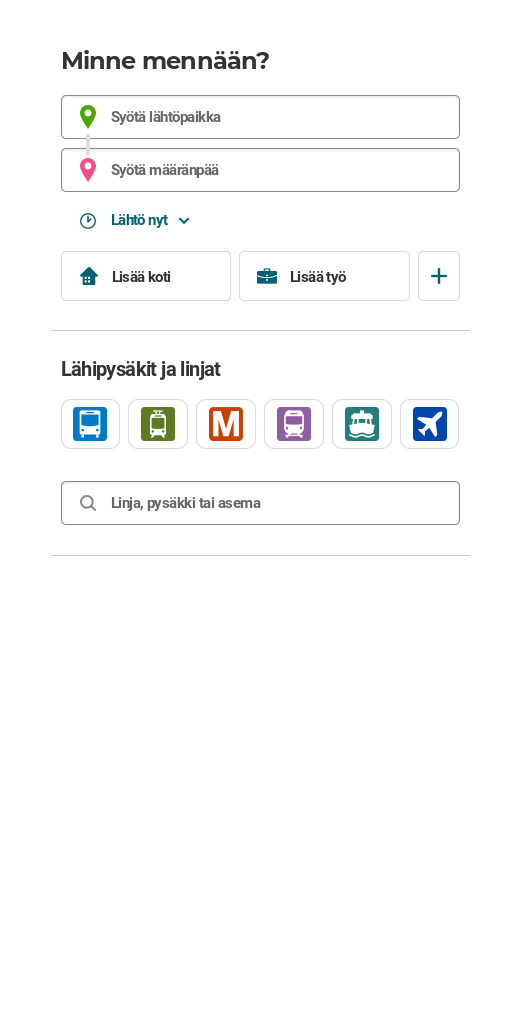 Minne mennään?
Syötä lähtöpaikka
Syötä määränpää
Lähtö nyt
Lisää koti
Lisää työ
Lähipysäkit ja linjat
M
Linja, pysäkki tai asema